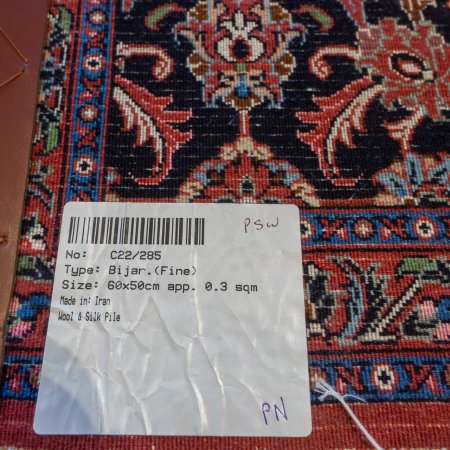 PSW
No: C22/285
Type: Bijar.(Fine)
Size: 60x50cm app. 0.3 sqm
Made in: Iran
Wool & Silk Pile
PN